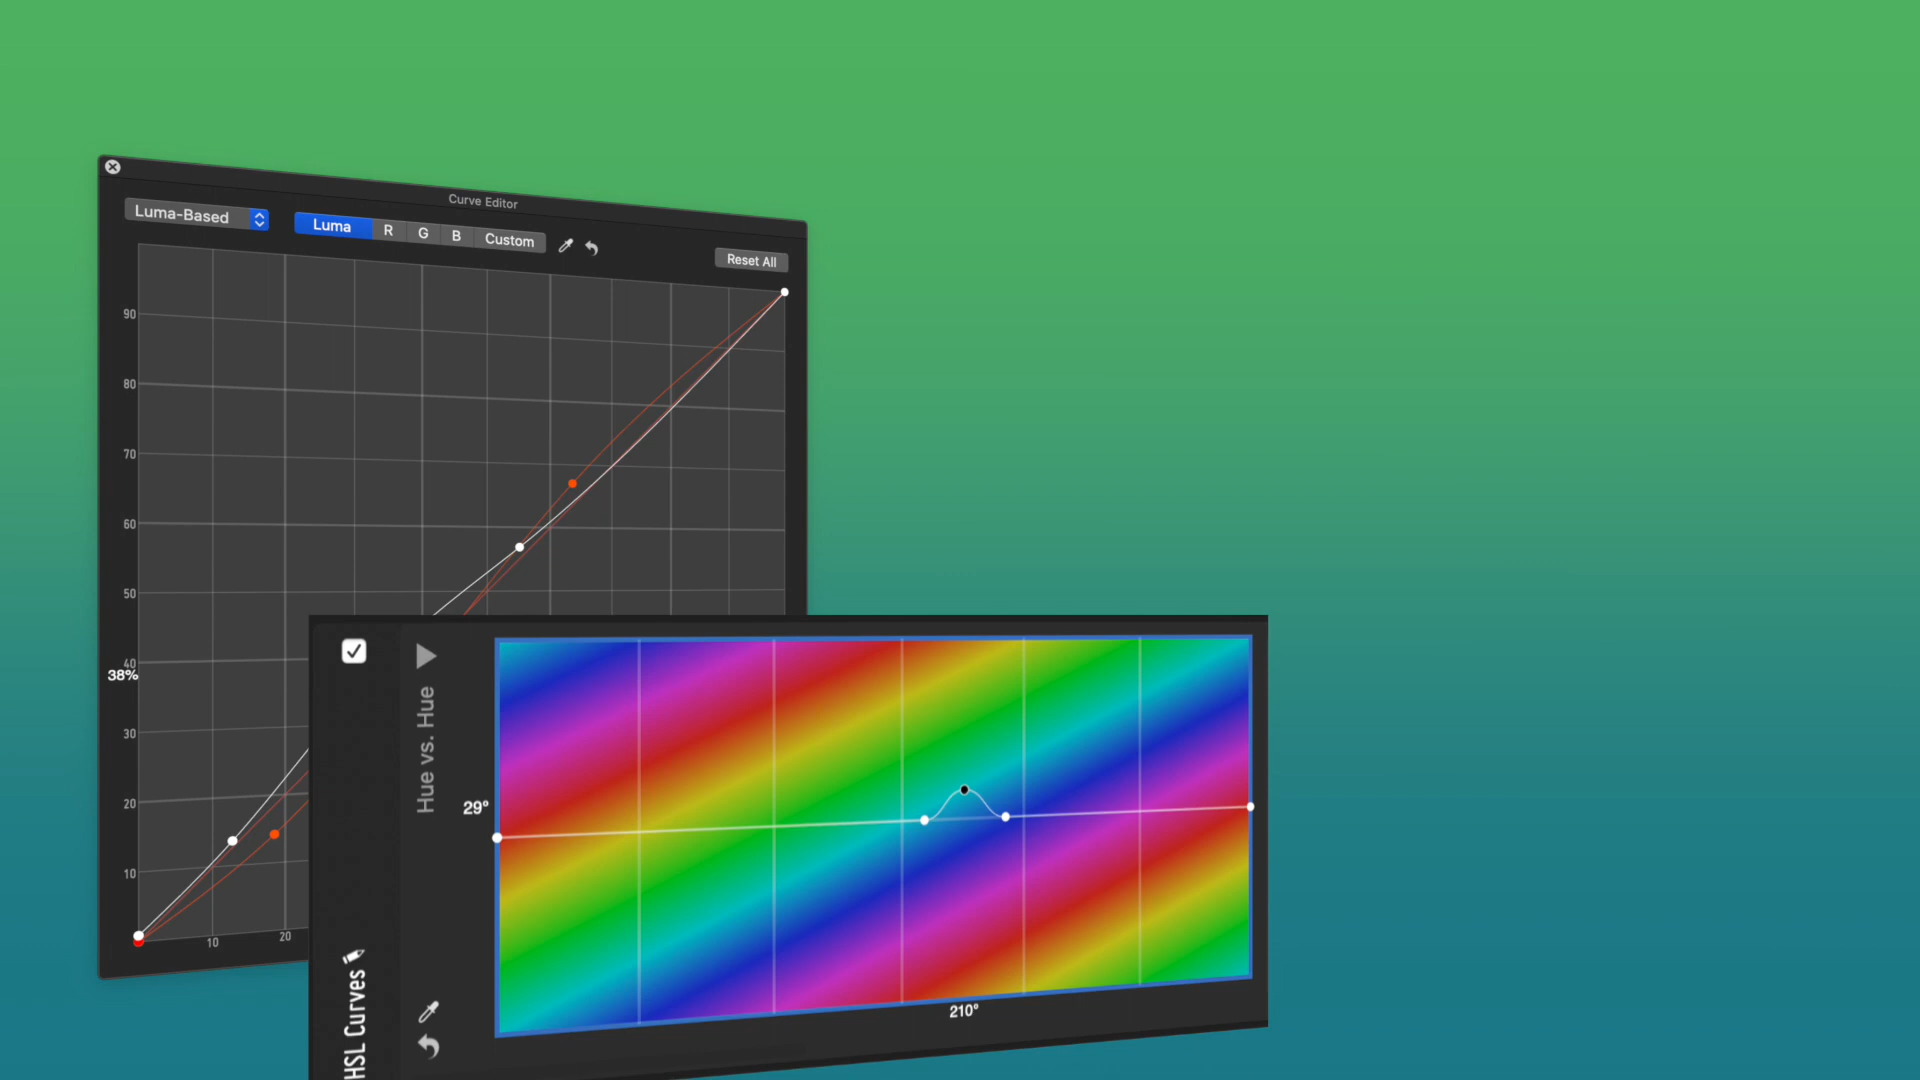 Curve Editor
Luma-Based
Luma R G B Custom
Reset All
90
80
70
60
50
40
38%
30
20
10
10 20
Hue vs. Hue
29°
210°
HSL Curves